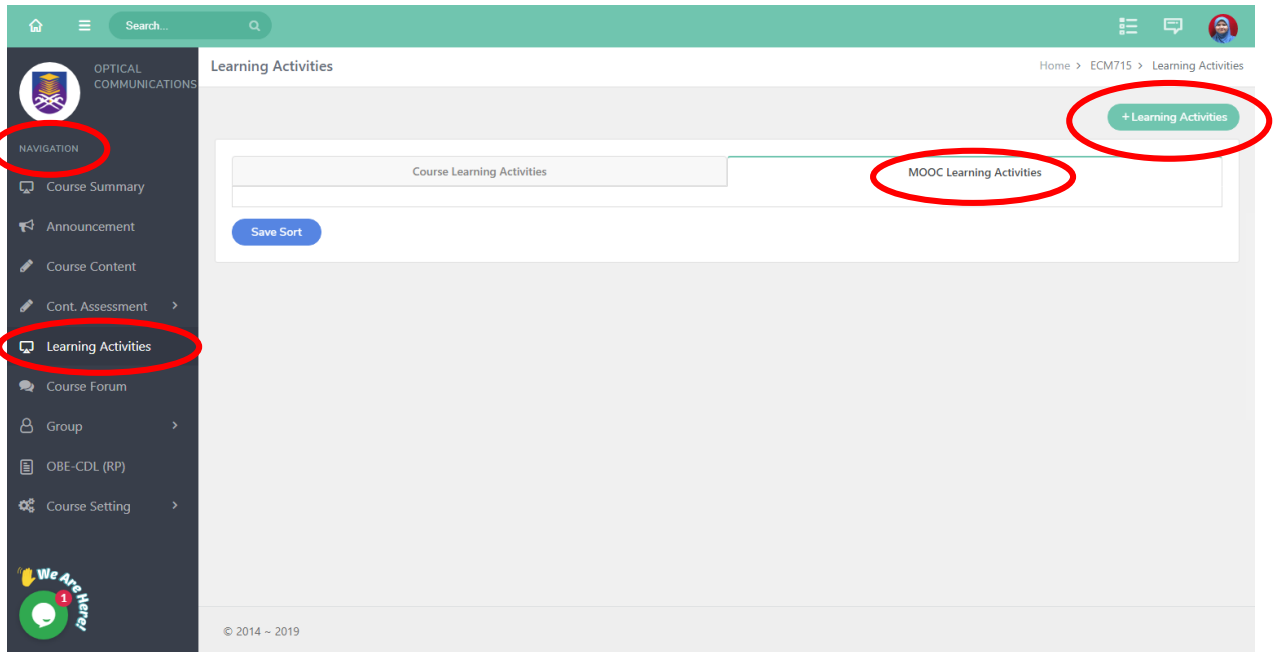 Search...
OPTICAL
COMMUNICATIONS
Learning Activities
Home > ECM715 > Learning Activities
+Learning Activities
NAVIGATION
Course Summary
Announcement
Course Content
Cont. Assessment >
Learning Activities
Course Forum
Group >
OBE-CDL (RP)
Course Setting >
Course Learning Activities
MOOC Learning Activities
Save Sort
We Are Here!
1
© 2014 ~ 2019